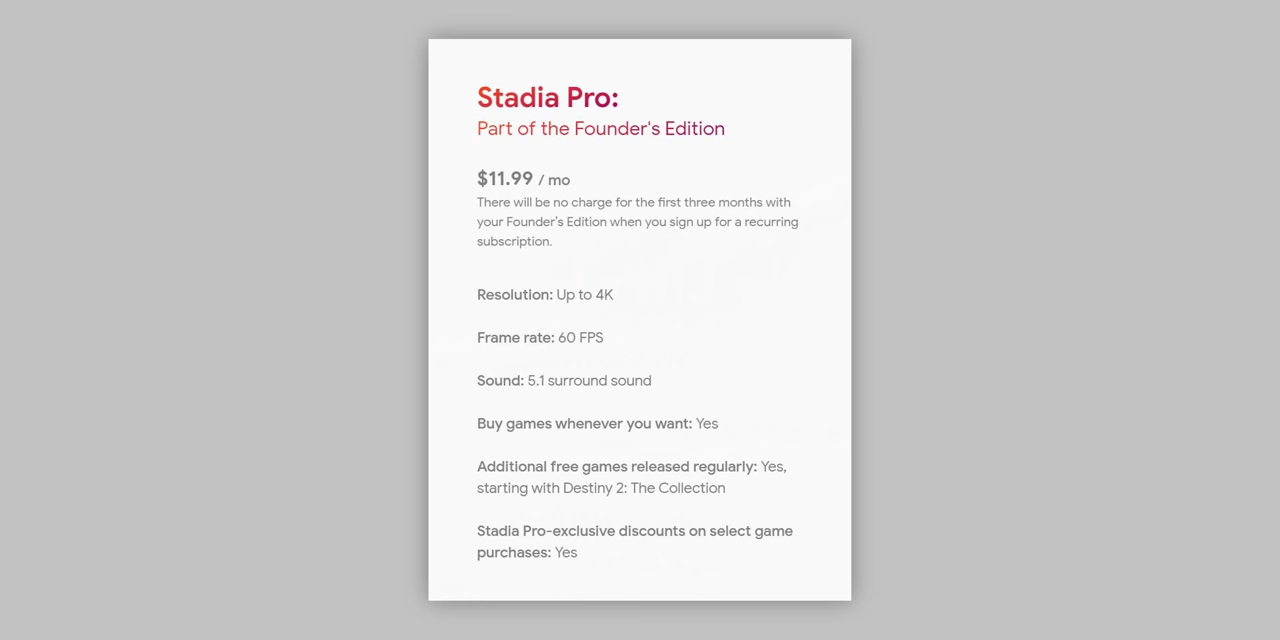 Stadia Pro:
Part of the Founder's Edition
$11.99 / mo
There will be no charge for the first three months with
your Founder’s Edition when you sign up for a recurring
subscription.
Resolution: Up to 4K
Frame rate: 60 FPS
Sound: 5.1 surround sound
Buy games whenever you want: Yes
Additional free games released regularly: Yes,
starting with Destiny 2: The Collection
Stadia Pro-exclusive discounts on select game
purchases: Yes